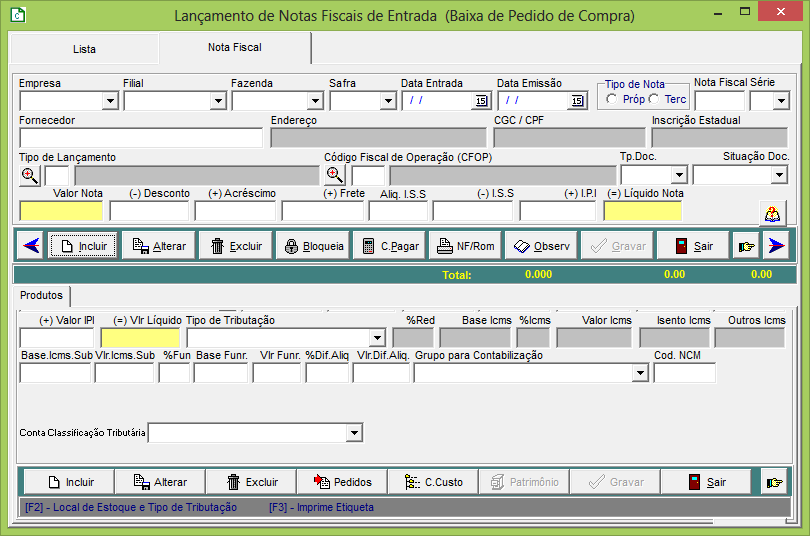 Lançamento de Notas Fiscais de Entrada (Baixa de Pedido de Compra)
Lista Nota Fiscal
Empresa Filial Fazenda Safra Data Entrada Data Emissão Tipo de Nota Nota Fiscal Série
/ / 15 / / 15 Próp Terc
Fornecedor Endereço CGC / CPF Inscrição Estadual
Tipo de Lançamento Código Fiscal de Operação (CFOP) Tp.Doc. Situação Doc.
Valor Nota (-) Desconto (+) Acréscimo (+) Frete Aliq. I.S.S (-) I.S.S (+) I.P.I (=) Líquido Nota
Incluir Alterar Excluir Bloqueia C.Pagar NF/Rom Observ Gravar Sair
Total: 0.000 0.00 0.00
Produtos
(+) Valor IPI (=) Vlr Líquido Tipo de Tributação %Red Base Icms %Icms Valor Icms Isento Icms Outros Icms
Base.Icms.Sub Vlr.Icms.Sub %Fun Base Funr. Vlr Funr. %Dif.Aliq Vlr.Dif.Aliq. Grupo para Contabilização Cod. NCM
Conta Classificação Tributária
Incluir Alterar Excluir Pedidos C.Custo Patrimônio Gravar Sair
[F2] - Local de Estoque e Tipo de Tributação [F3] - Imprime Etiqueta